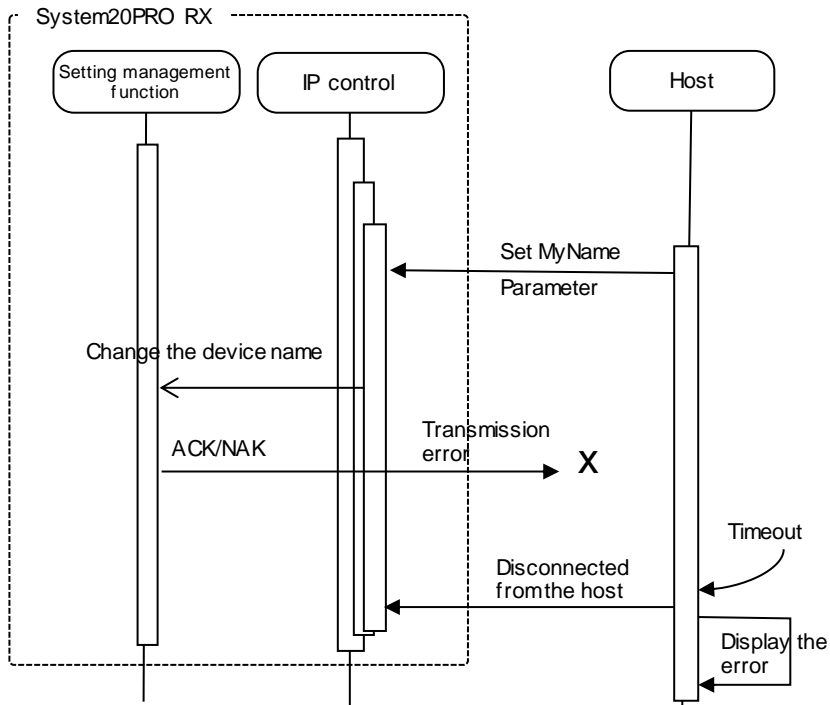 System20PRO RX
Setting management
function
IP control
Host
Set MyName
Parameter
Change the device name
ACK/NAK
Transmission
error
X
Timeout
Disconnected
from the host
Display the
error